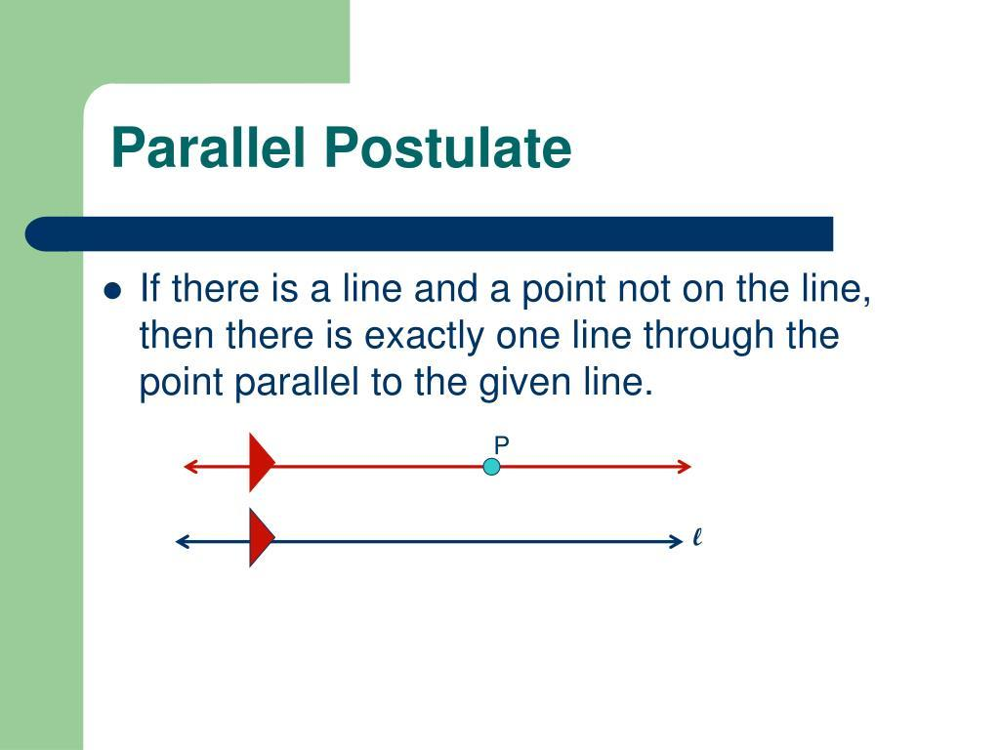 Parallel Postulate
If there is a line and a point not on the line,
then there is exactly one line through the
point parallel to the given line.
P
ℓ